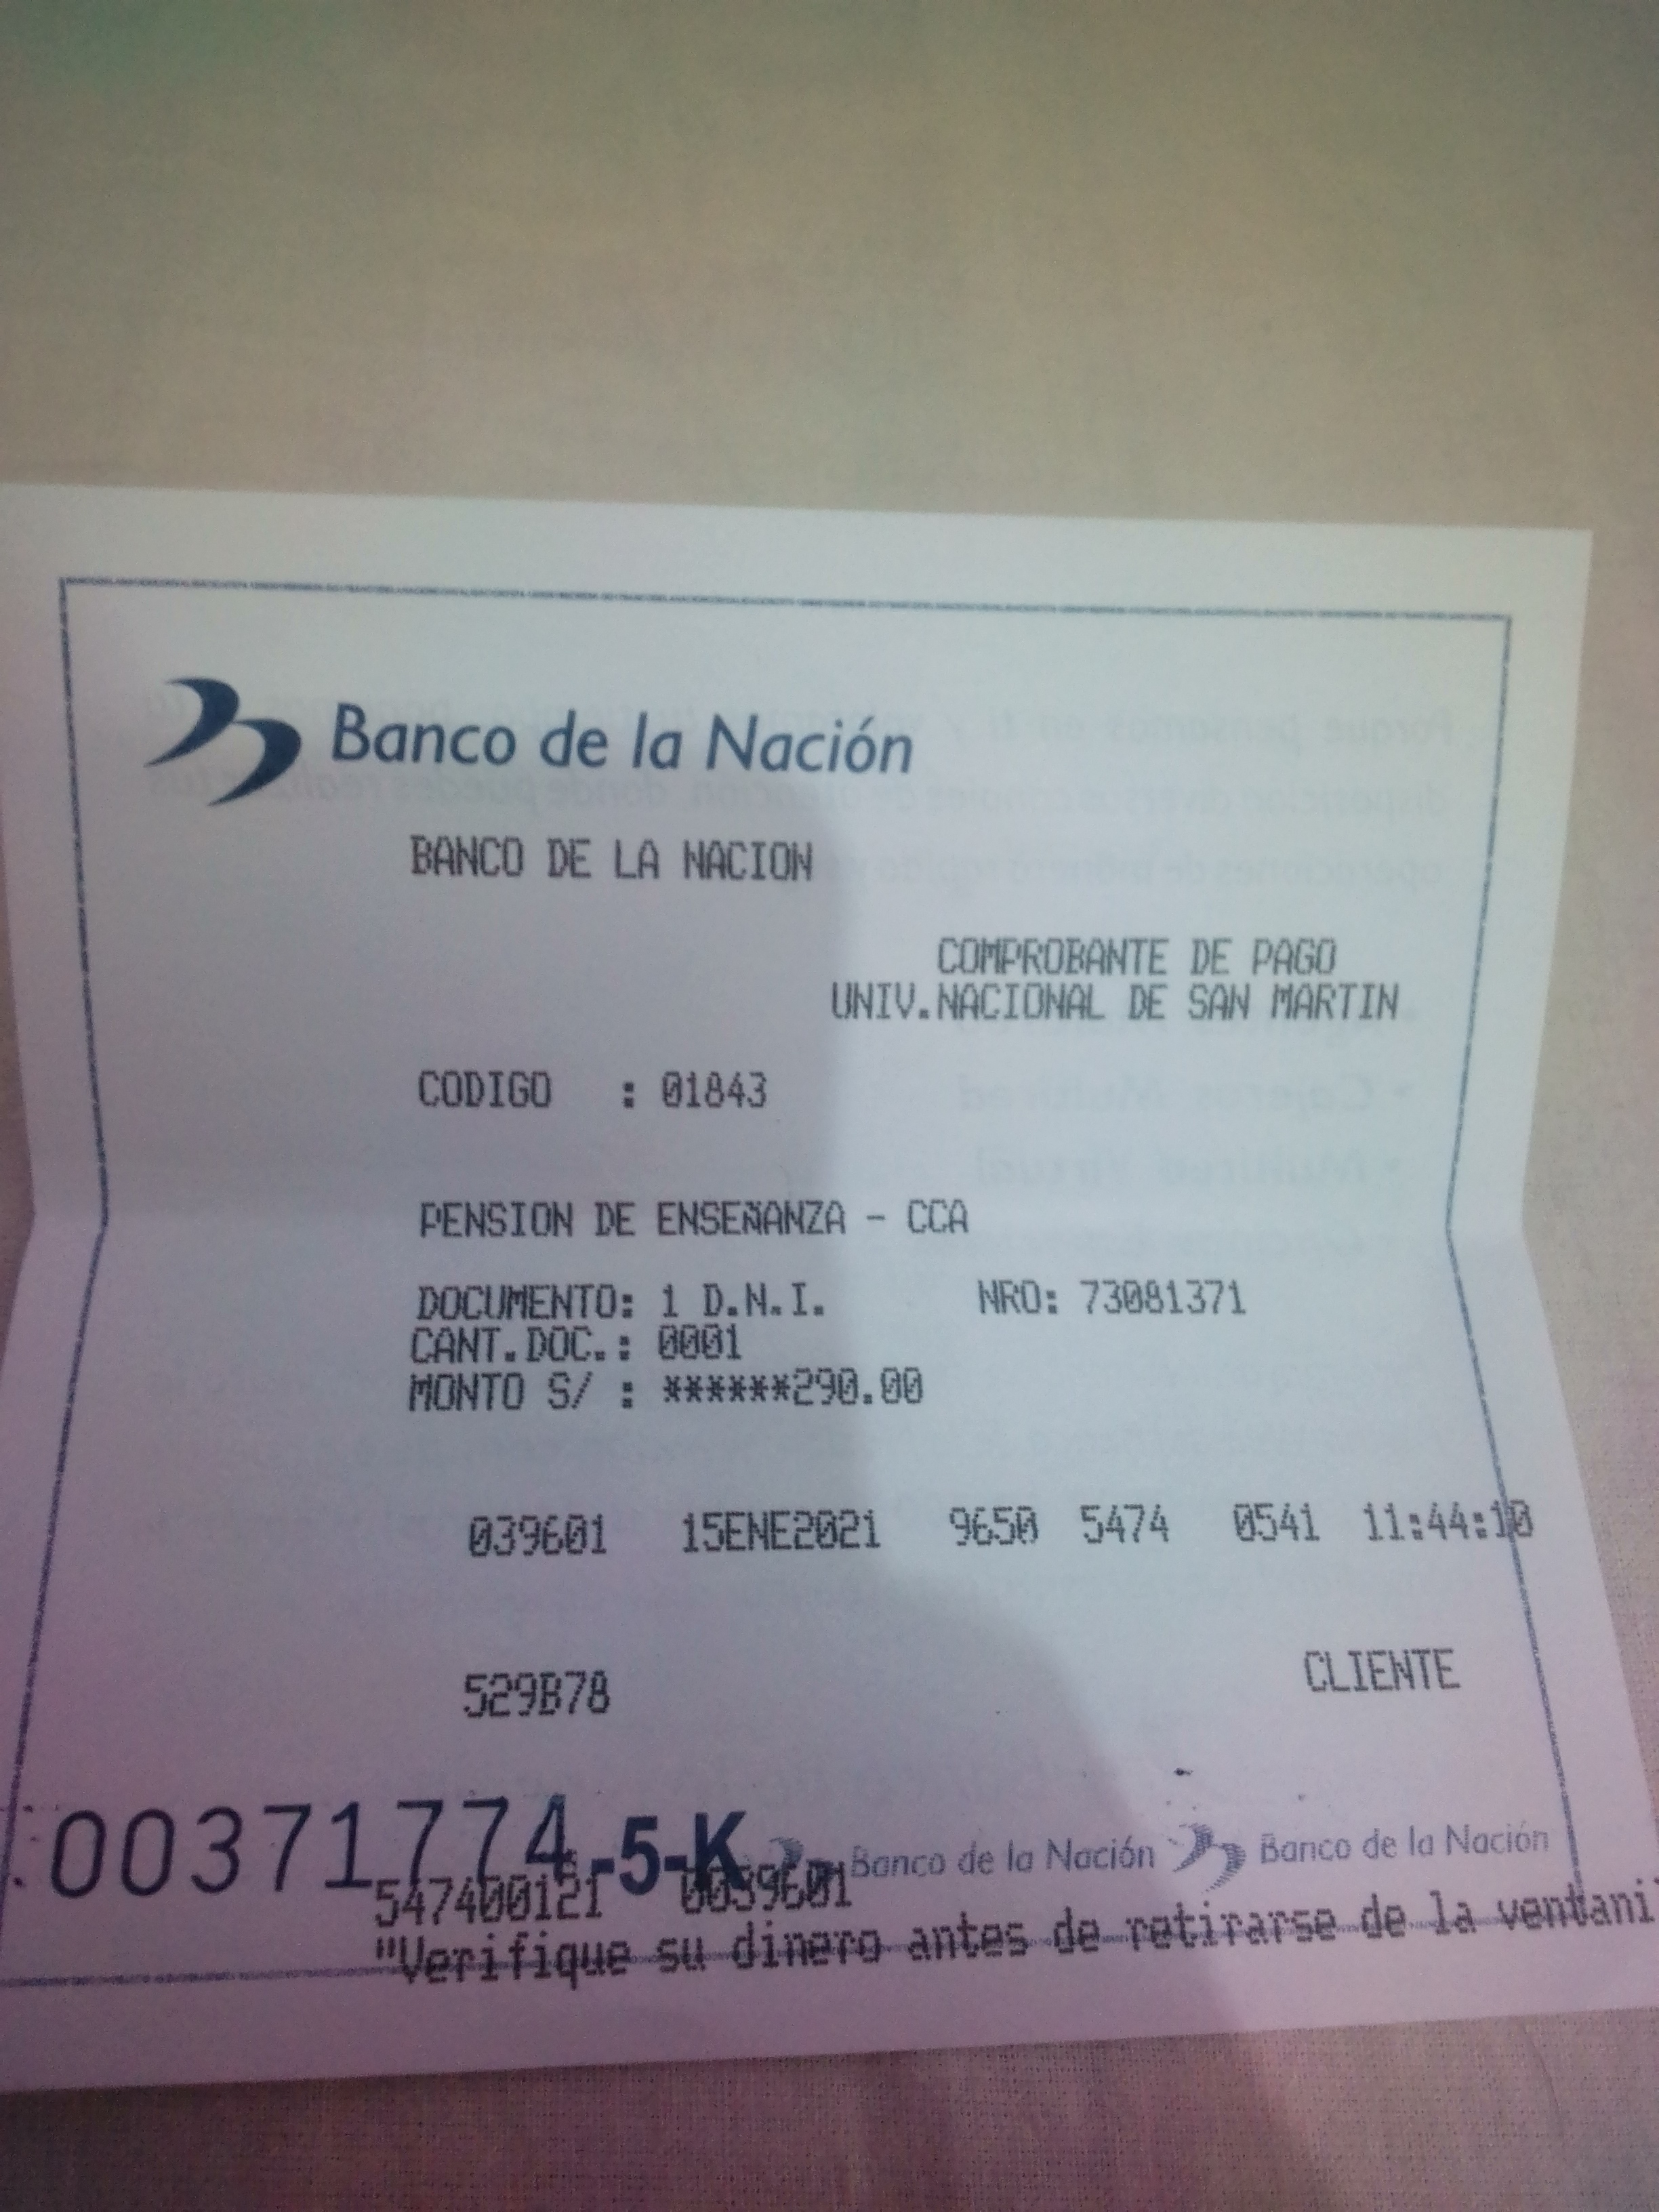 Banco de la Nación
BANCO DE LA NACION
COMPROBANTE DE PAGO
UNIV.NACIONAL DE SAN MARTIN
CODIGO : 01843
PENSION DE ENSEÑANZA - CCA
DOCUMENTO: 1 D.N.I. NRO: 73081371
CANT.DOC.: 0001
MONTO S/ : ******290.00
039601 15ENE2021 9650 5474 0541 11:44:10
529B78 CLIENTE
00371774-5-K Banco de la Nación Banco de la Nación
547400121 0039601
"Verifique su dinero antes de retirarse de la ventani